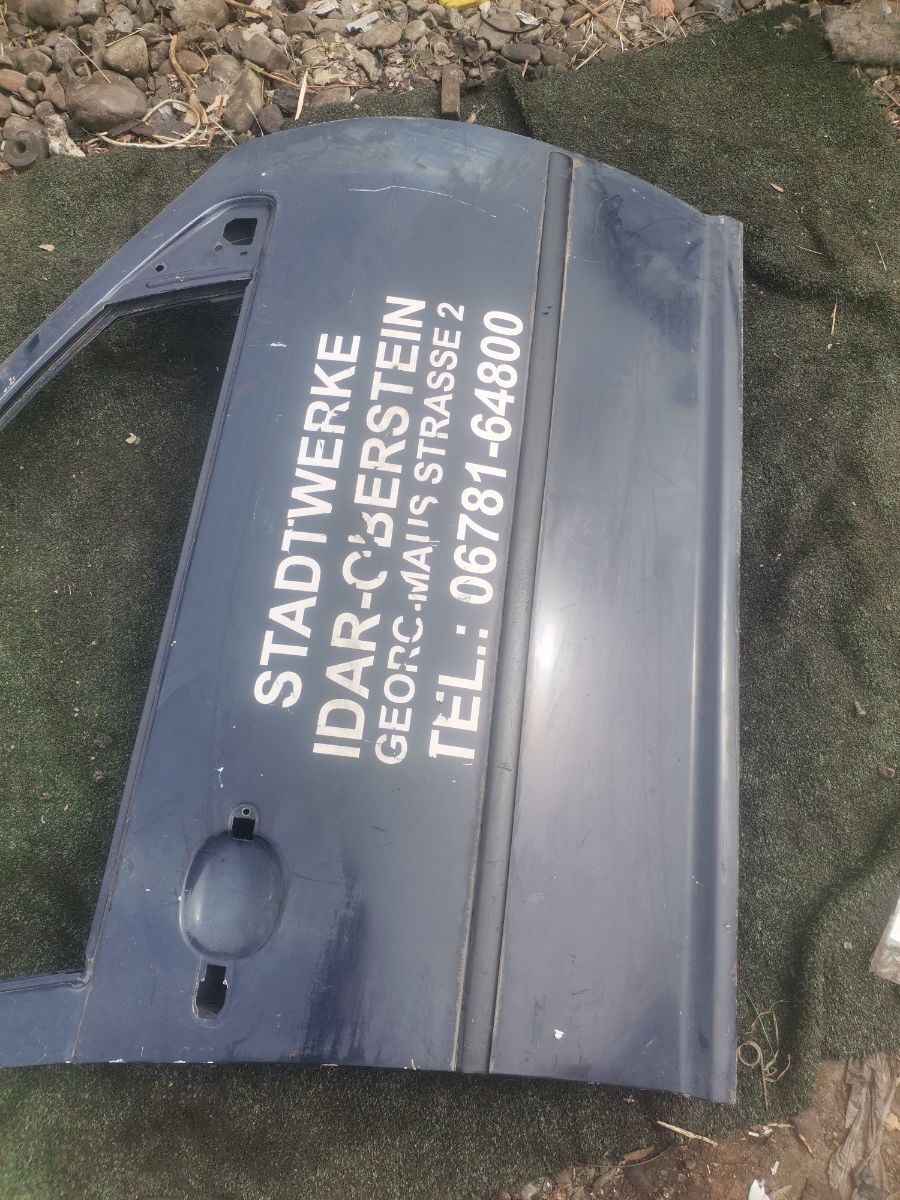 STADTWERKE
IDAR-OBERSTEIN
GEORG-MAUS STRASSE 2
TEL.: 06781-64800